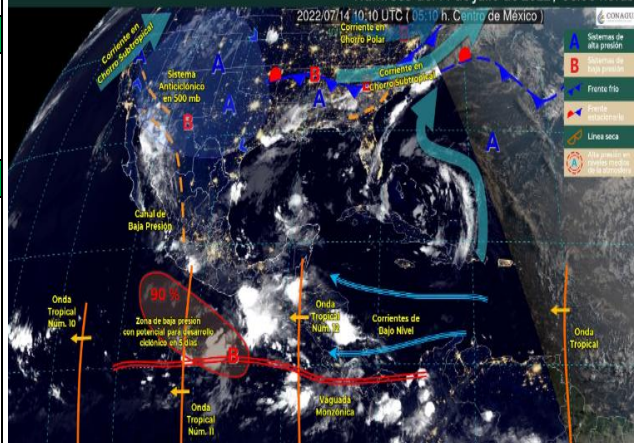 2022/07/14 10:10 UTC ( 05:10 h. Centro de México )
CONAGUA
Corriente en
Chorro Subtropical
Corriente en
Chorro Polar
Sistema
Anticiclónico
en 500 mb
A
A
A
A
B
B
A
A
Corriente en
Chorro Subtropical
A
Sistemas de
alta presión
B
Sistemas de
baja presión
Frente frío
Frente
estacionario
Línea seca
A
Alta presión en
niveles medios
de la atmósfera
Canal de
Baja Presión
90 %
Zona de baja presión
con potencial para desarrollo
ciclónico en 5 días
B
Onda
Tropical
Núm. 10
Onda
Tropical
Núm. 12
Corrientes de
Bajo Nivel
Onda
Tropical
Onda
Tropical
Núm. 11
Vaguada
Monzónica